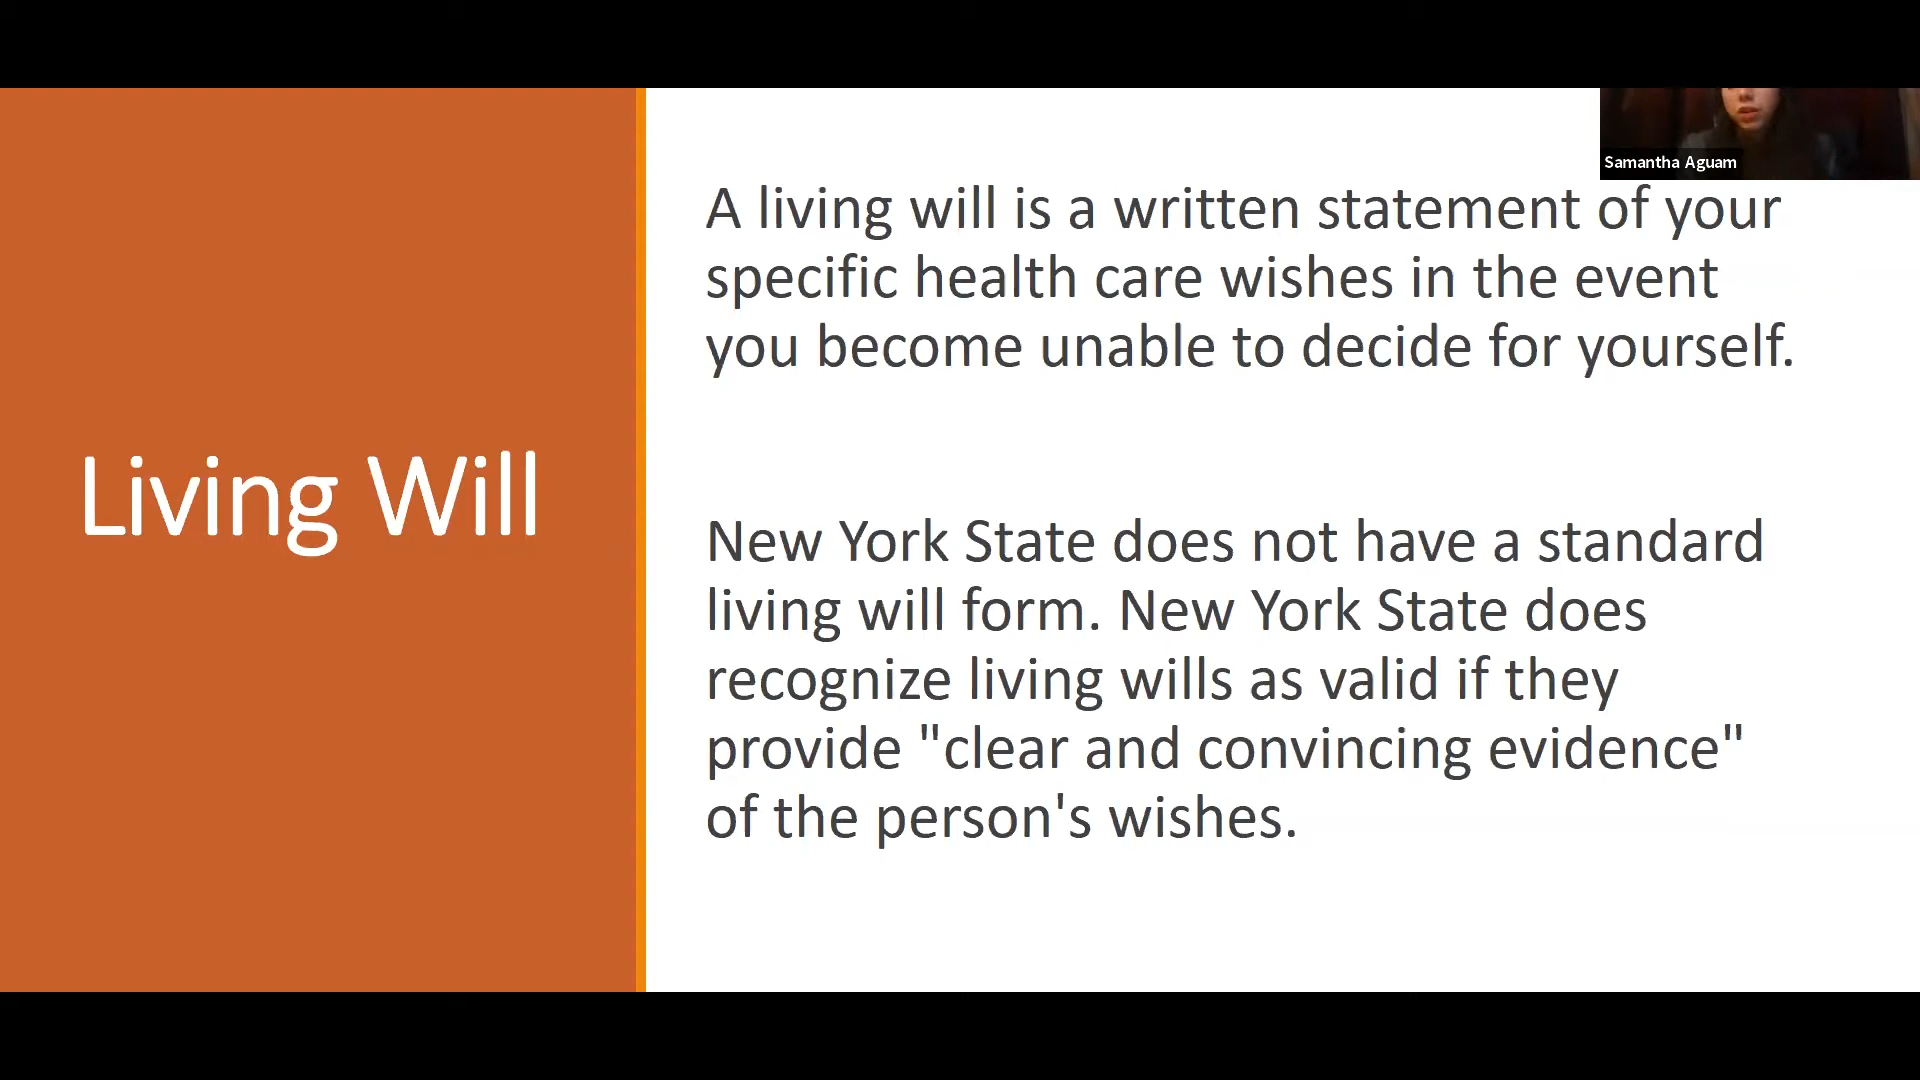 Samantha Aguam
Living Will
A living will is a written statement of your
specific health care wishes in the event
you become unable to decide for yourself.
New York State does not have a standard
living will form. New York State does
recognize living wills as valid if they
provide "clear and convincing evidence"
of the person's wishes.